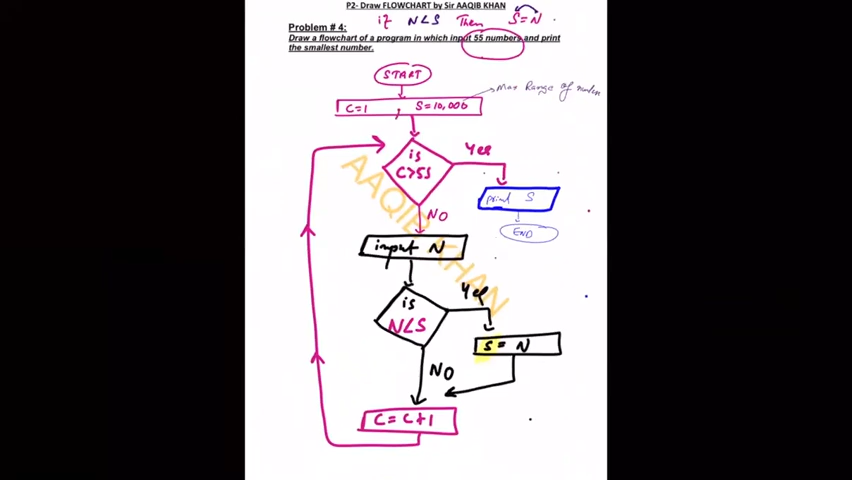 P2- Draw FLOWCHART by Sir AAQIB KHAN
if N<S Then S=N
Problem # 4:
Draw a flowchart of a program in which input 55 numbers and print
the smallest number.
START
Max Range of number
C=1 , S=10,000
is
C>55
Yes
print S
END
NO
input N
is
N<S
Yes
S = N
NO
C = C+1
AAQIB KHAN